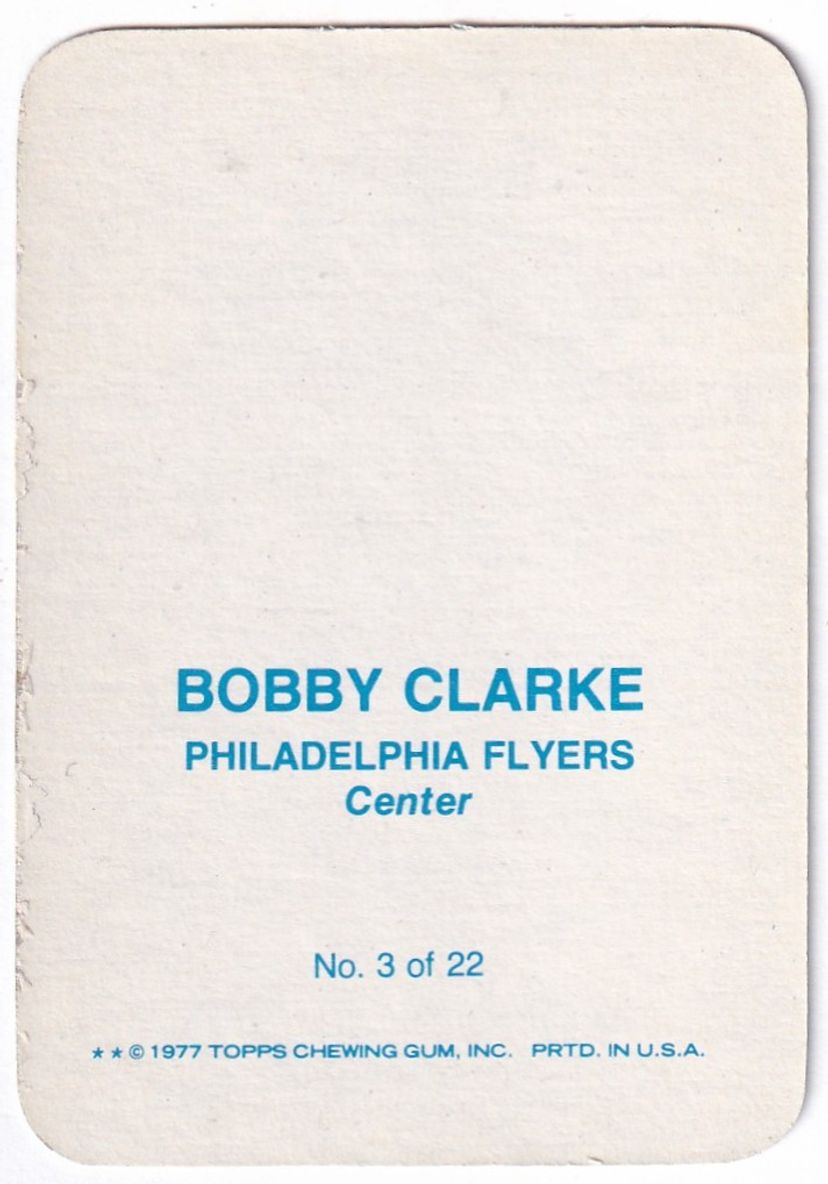 BOBBY CLARKE
PHILADELPHIA FLYERS
Center
No. 3 of 22
* * © 1977 TOPPS CHEWING GUM, INC. PRTD. IN U.S.A.